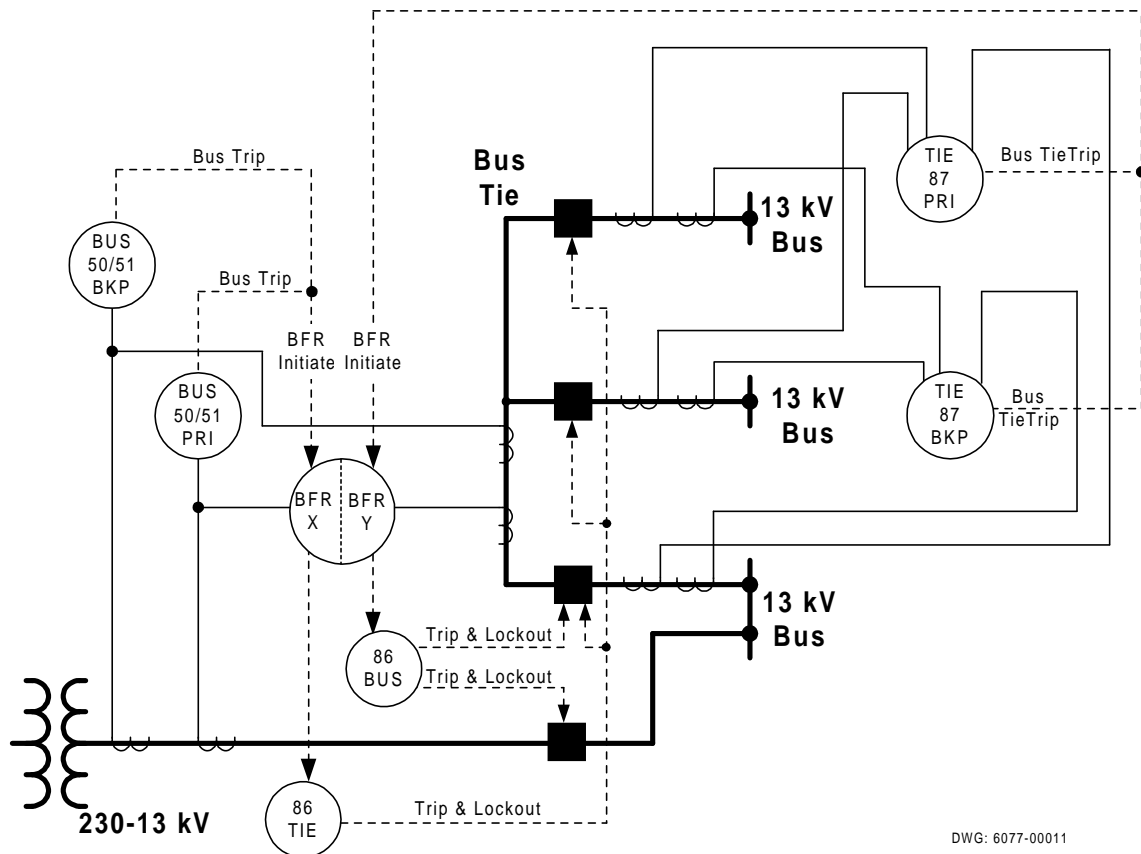 Bus Trip
BUS
50/51
BKP
Bus Trip
BUS
50/51
PRI
BFR
Initiate
BFR
Initiate
Bus
Tie
13 kV
Bus
TIE
87
PRI
Bus TieTrip
13 kV
Bus
TIE
87
BKP
Bus
TieTrip
BFR
X
BFR
Y
13 kV
Bus
Trip & Lockout
86
BUS
Trip & Lockout
230-13 kV
86
TIE
Trip & Lockout
DWG: 6077-00011